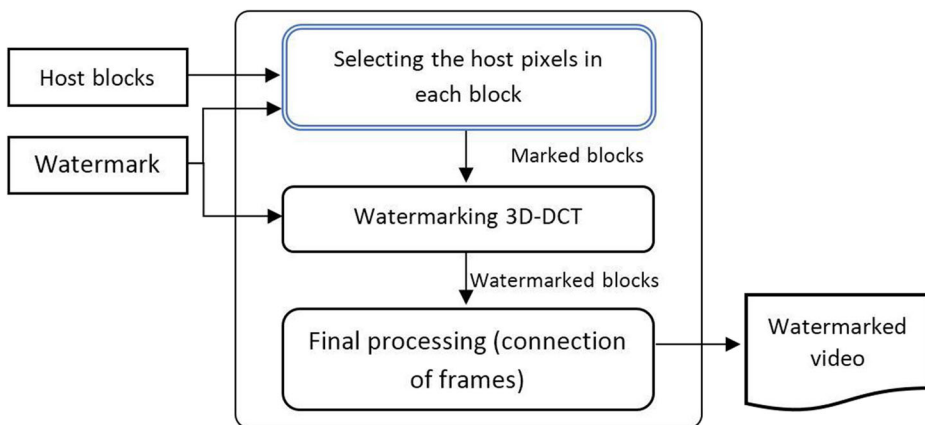 Host blocks
Watermark
Selecting the host pixels in
each block
Marked blocks
Watermarking 3D-DCT
Watermarked blocks
Final processing (connection
of frames)
Watermarked
video